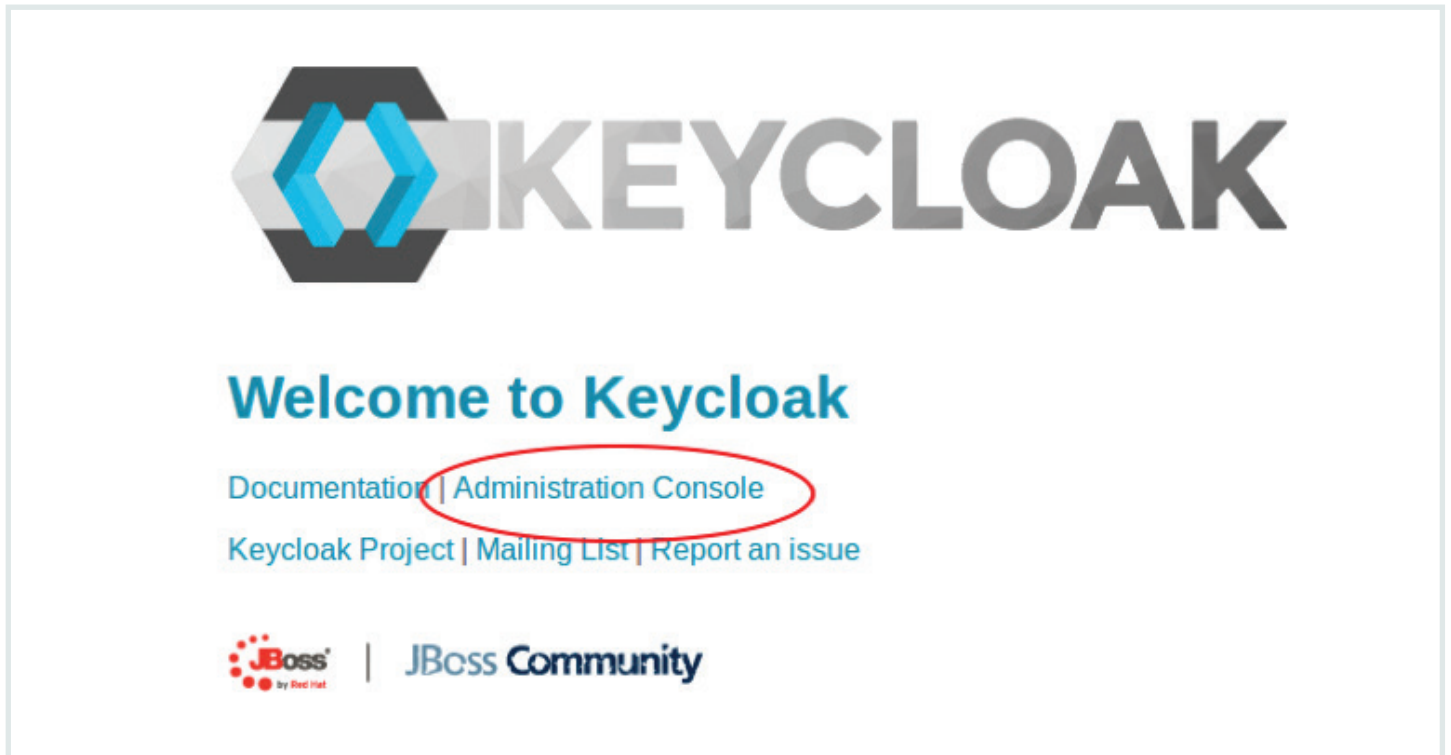 KEYCLOAK
Welcome to Keycloak
Documentation | Administration Console
Keycloak Project | Mailing List | Report an issue
JBoss by Red Hat | JBoss Community